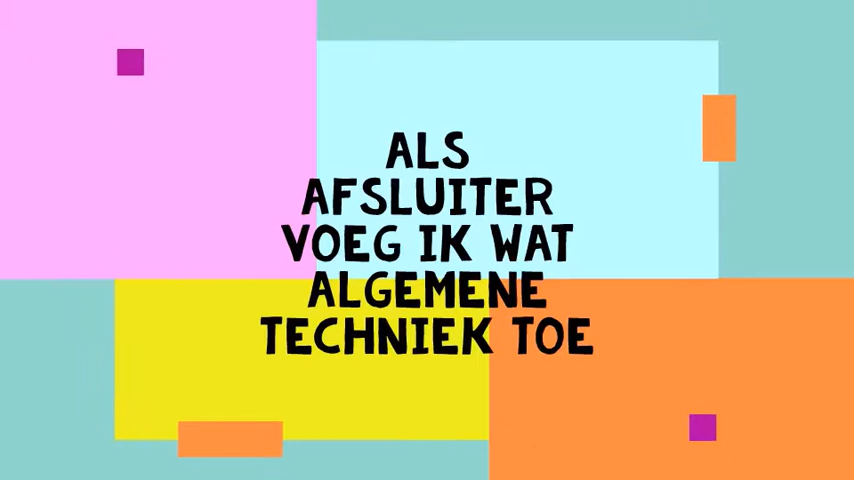 ALS
AFSLUITER
VOEG IK WAT
ALGEMENE
TECHNIEK TOE